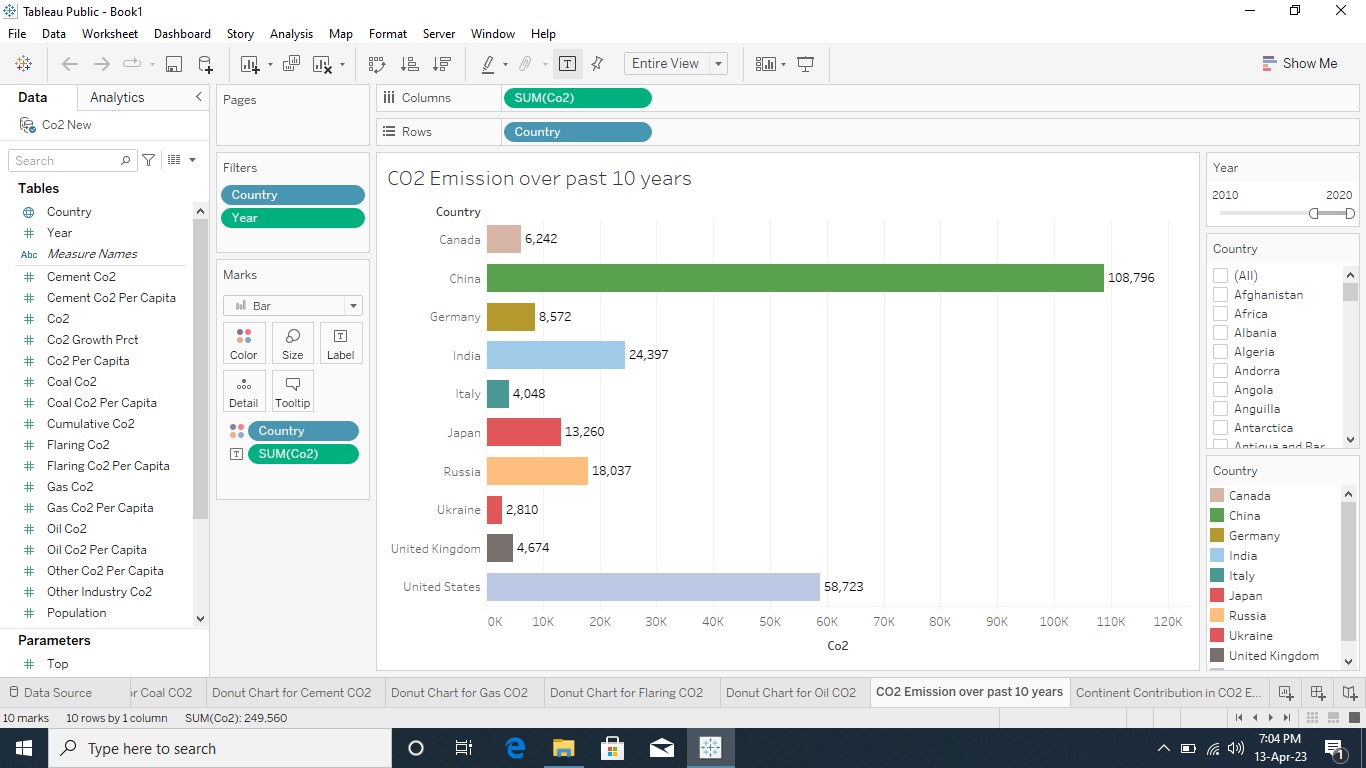 Tableau Public - Book1
File Data Worksheet Dashboard Story Analysis Map Format Server Window Help
Entire View
Show Me
Data Analytics
Co2 New
Search
Tables
Country
Year
Abc Measure Names
Cement Co2
Cement Co2 Per Capita
Co2
Co2 Growth Prct
Co2 Per Capita
Coal Co2
Coal Co2 Per Capita
Cumulative Co2
Flaring Co2
Flaring Co2 Per Capita
Gas Co2
Gas Co2 Per Capita
Oil Co2
Oil Co2 Per Capita
Other Co2 Per Capita
Other Industry Co2
Population
Parameters
Top
Pages
Filters
Country
Year
Marks
Bar
Color Size Label
Detail Tooltip
Country
SUM(Co2)
Columns SUM(Co2)
Rows Country
CO2 Emission over past 10 years
Country
Canada 6,242
China 108,796
Germany 8,572
India 24,397
Italy 4,048
Japan 13,260
Russia 18,037
Ukraine 2,810
United Kingdom 4,674
United States 58,723
0K 10K 20K 30K 40K 50K 60K 70K 80K 90K 100K 110K 120K
Co2
Year
2010 2020
Country
(All)
Afghanistan
Africa
Albania
Algeria
Andorra
Angola
Anguilla
Antarctica
Antigua and Bar
Country
Canada
China
Germany
India
Italy
Japan
Russia
Ukraine
United Kingdom
Data Source r Coal CO2 Donut Chart for Cement CO2 Donut Chart for Gas CO2 Donut Chart for Flaring CO2 Donut Chart for Oil CO2 CO2 Emission over past 10 years Continent Contribution in CO2 E...
10 marks 10 rows by 1 column SUM(Co2): 249,560
Type here to search
7:04 PM
13-Apr-23
1